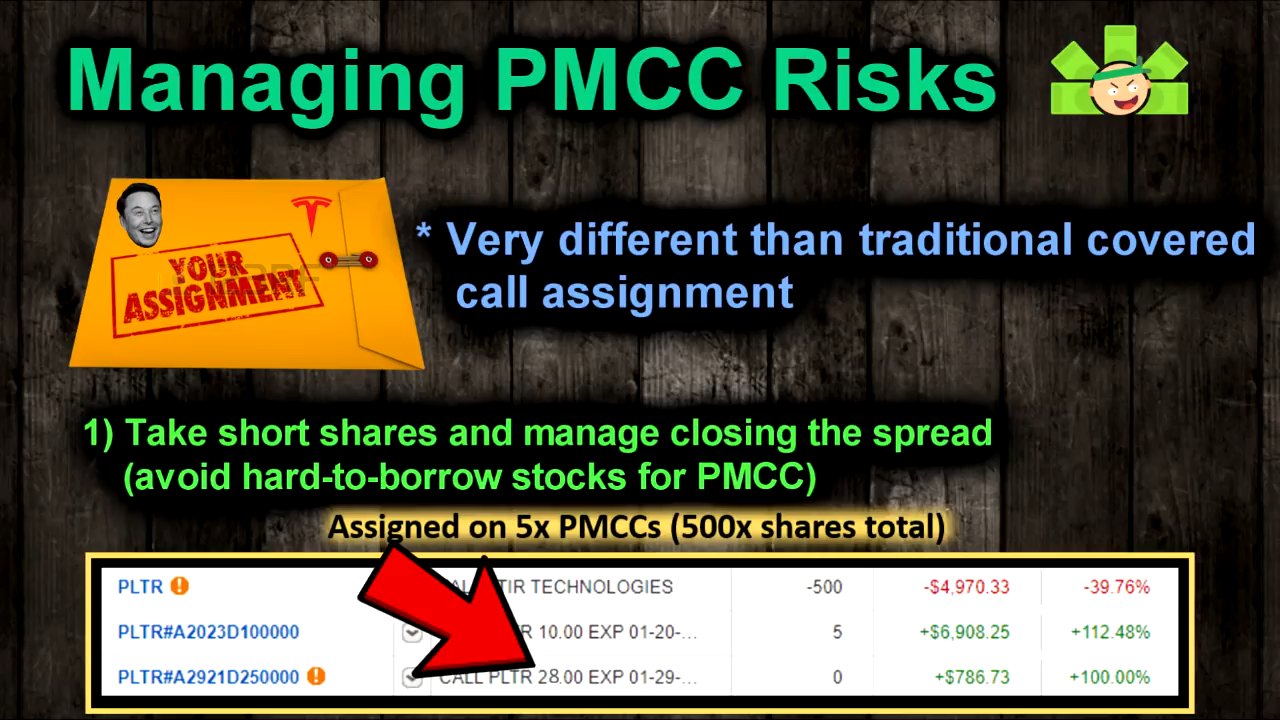 Managing PMCC Risks
YOUR
ASSIGNMENT
* Very different than traditional covered
call assignment
1) Take short shares and manage closing the spread
(avoid hard-to-borrow stocks for PMCC)
Assigned on 5x PMCCs (500x shares total)
PLTR TECHNOLOGIES -500 -$4,970.33 -39.76%
PLTR#A2023D100000 10.00 EXP 01-20-... 5 +$6,908.25 +112.48%
PLTR#A2921D250000 CALL PLTR 28.00 EXP 01-29-... 0 +$786.73 +100.00%